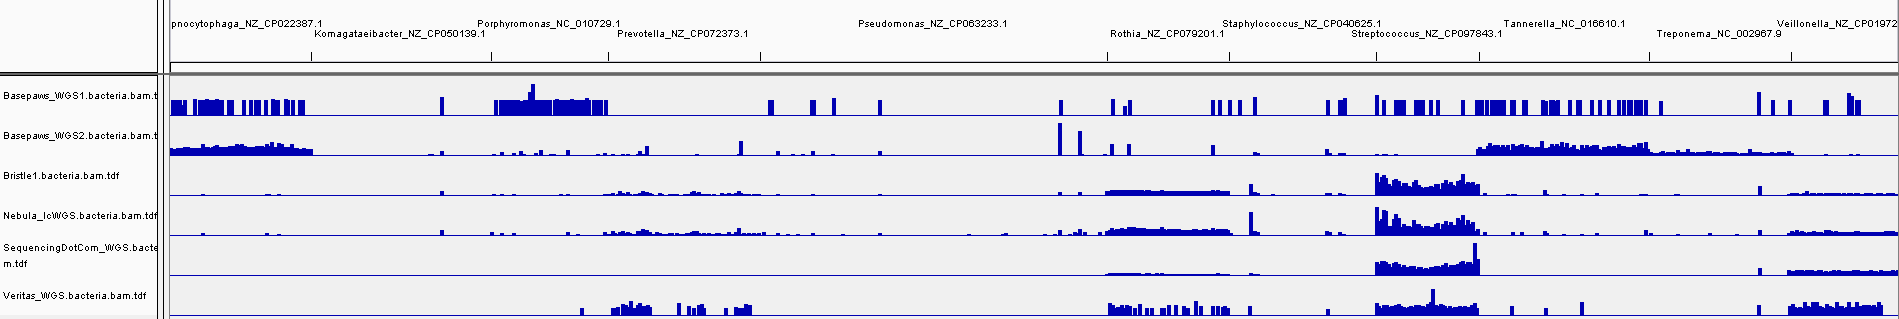 pnocytophaga_NZ_CP022387.1
Porphyromonas_NC_010729.1
Pseudomonas_NZ_CP063233.1
Staphylococcus_NZ_CP040625.1
Tannerella_NC_016610.1
Veillonella_NZ_CP01972
Komagataeibacter_NZ_CP050139.1
Prevotella_NZ_CP072373.1
Rothia_NZ_CP079201.1
Streptococcus_NZ_CP097843.1
Treponema_NC_002967.9
Basepaws_WGS1.bacteria.bam.t
Basepaws_WGS2.bacteria.bam.t
Bristle1.bacteria.bam.tdf
Nebula_lcWGS.bacteria.bam.tdf
SequencingDotCom_WGS.bacte
m.tdf
Veritas_WGS.bacteria.bam.tdf